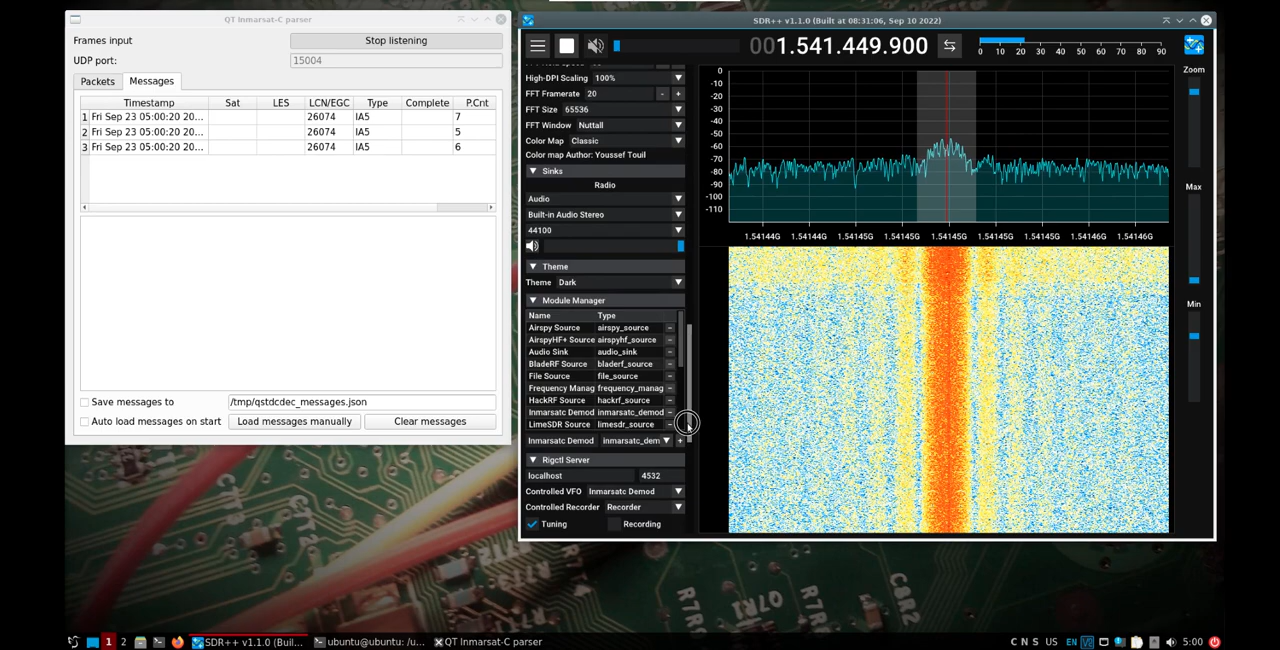 QT Inmarsat-C parser
Frames input
Stop listening
UDP port:
15004
Packets Messages
Timestamp Sat LES LCN/EGC Type Complete P.Cnt
1 Fri Sep 23 05:00:20 20... 26074 IA5 7
2 Fri Sep 23 05:00:20 20... 26074 IA5 5
3 Fri Sep 23 05:00:20 20... 26074 IA5 6
Save messages to /tmp/qstdcdec_messages.json
Auto load messages on start Load messages manually Clear messages
SDR++ v1.1.0 (Built at 08:31:06, Sep 10 2022)
001.541.449.900
0 10 20 30 40 50 60 70 80 90
High-DPI Scaling 100%
FFT Framerate 20 - +
FFT Size 65536
FFT Window Nuttall
Color Map Classic
Color map Author: Youssef Touil
Sinks
Radio
Audio
Built-in Audio Stereo
44100
Theme
Theme Dark
Module Manager
Name Type
Airspy Source airspy_source -
AirspyHF+ Source airspyhf_source -
Audio Sink audio_sink -
BladeRF Source bladerf_source -
File Source file_source -
Frequency Manag frequency_manag -
HackRF Source hackrf_source -
Inmarsatc Demod inmarsatc_demod -
LimeSDR Source limesdr_source -
Inmarsatc Demod inmarsatc_dem +
Rigctl Server
localhost 4532
Controlled VFO Inmarsatc Demod
Controlled Recorder Recorder
Tuning Recording
0
-10
-20
-30
-40
-50
-60
-70
-80
-90
-100
-110
1.54144G 1.54144G 1.54144G 1.54145G 1.54145G 1.54145G 1.54145G 1.54145G 1.54146G 1.54146G
Zoom
Max
Min
1 2 SDR++ v1.1.0 (Buil... ubuntu@ubuntu: /u... QT Inmarsat-C parser C N S US EN 5:00